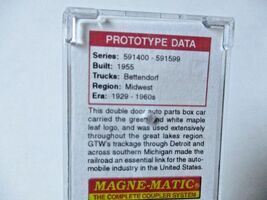 PROTOTYPE DATA
Series: 591400 - 591599
Built: 1955
Trucks: Bettendorf
Region: Midwest
Era: 1929 - 1960s
This double door auto parts box car
carried the green and white maple
leaf logo, and was used extensively
throughout the great lakes region.
GTW's trackage through Detroit and
across southern Michigan made the
railroad an essential link for the auto-
mobile industry in the United States.
MAGNE-MATIC®
THE COMPLETE COUPLER SYSTEM